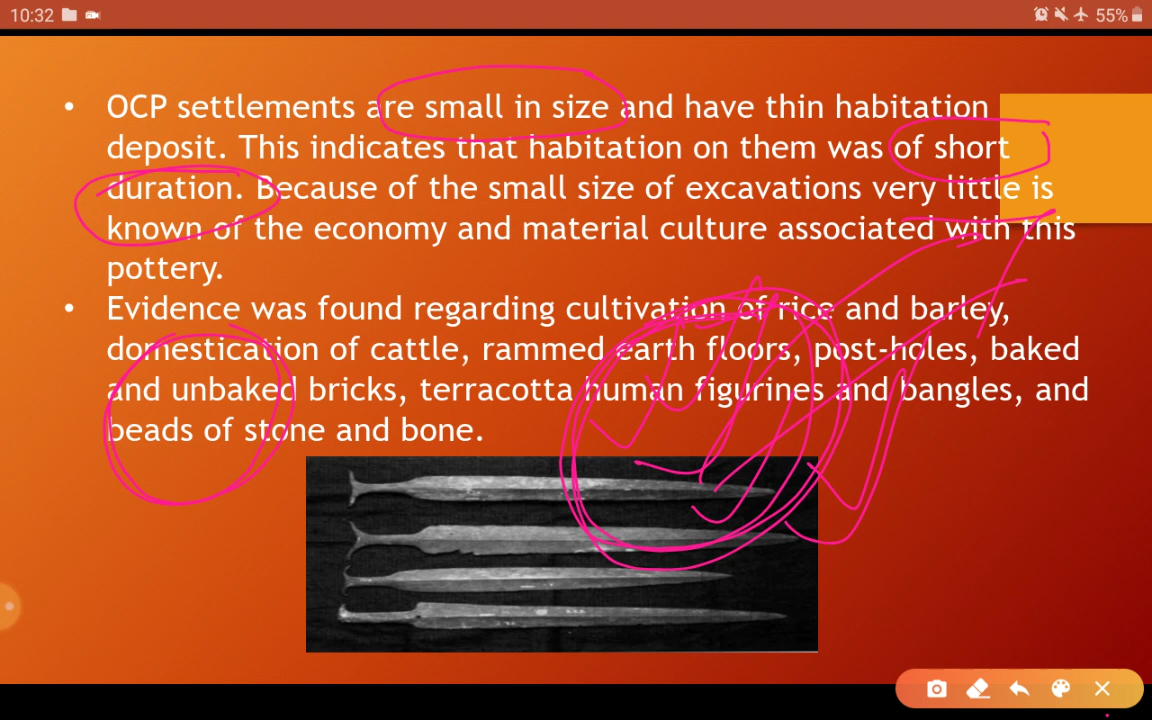 10:32
55%
• OCP settlements are small in size and have thin habitation
deposit. This indicates that habitation on them was of short
duration. Because of the small size of excavations very little is
known of the economy and material culture associated with this
pottery.
• Evidence was found regarding cultivation of rice and barley,
domestication of cattle, rammed earth floors, post-holes, baked
and unbaked bricks, terracotta human figurines and bangles, and
beads of stone and bone.